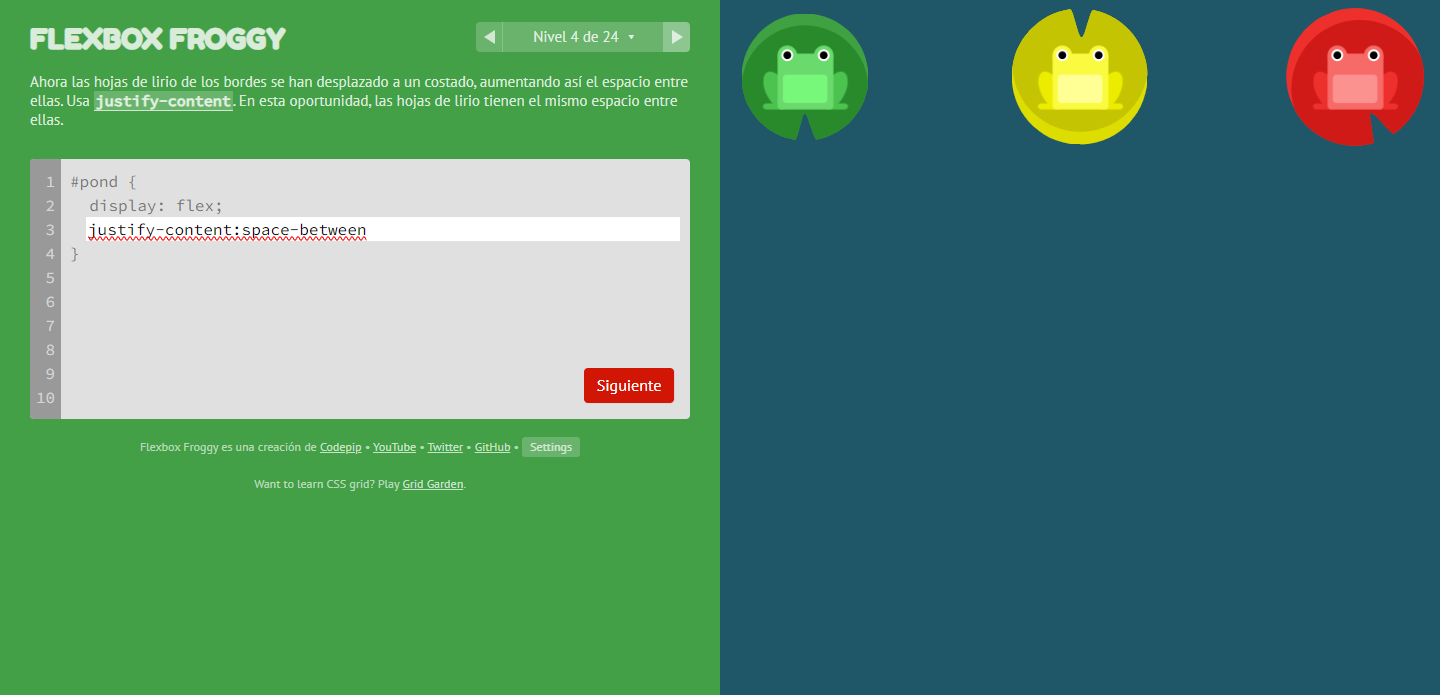 FLEXBOX FROGGY
Nivel 4 de 24
Ahora las hojas de lirio de los bordes se han desplazado a un costado, aumentando así el espacio entre
ellas. Usa justify-content. En esta oportunidad, las hojas de lirio tienen el mismo espacio entre
ellas.
1 #pond {
2 display: flex;
3 justify-content:space-between
4 }
5
6
7
8
9
10
Siguiente
Flexbox Froggy es una creación de Codepip • YouTube • Twitter • GitHub • Settings
Want to learn CSS grid? Play Grid Garden.